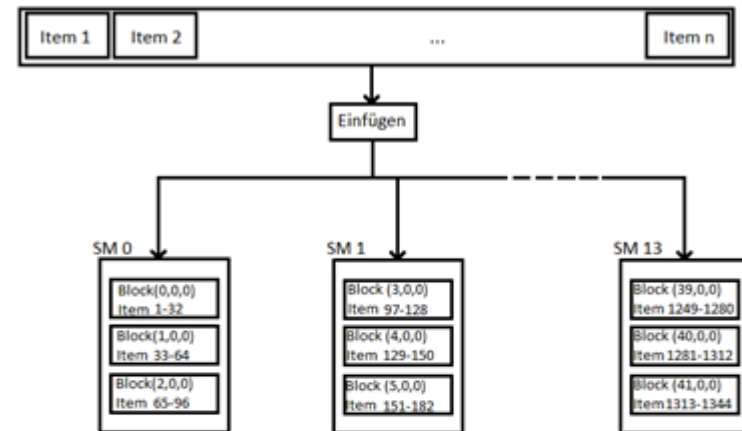 Item 1 Item 2 ... Item n
Einfügen
SM 0
Block(0,0,0)
Item 1-32
Block(1,0,0)
Item 33-64
Block(2,0,0)
Item 65-96
SM 1
Block (3,0,0)
Item 97-128
Block (4,0,0)
Item 129-150
Block (5,0,0)
Item 151-182
SM 13
Block (39,0,0)
Item 1249-1280
Block (40,0,0)
Item 1281-1312
Block (41,0,0)
Item1313-1344